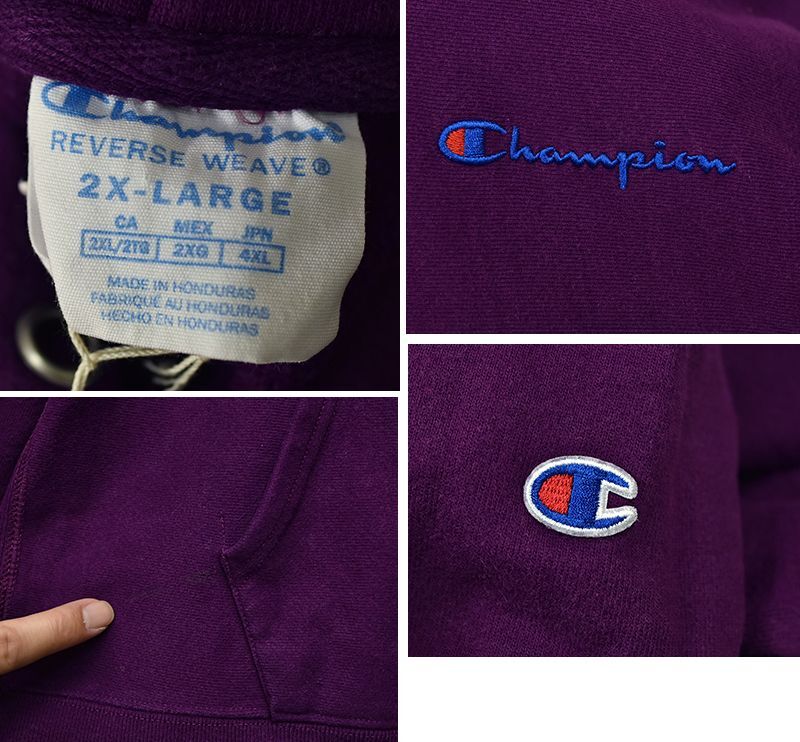 Champion
REVERSE WEAVE®
2X-LARGE
CA MEX JPN
2XL/2TG 2XG 4XL
MADE IN HONDURAS
FABRIQUÉ AU HONDURAS
HECHO EN HONDURAS
Champion
C